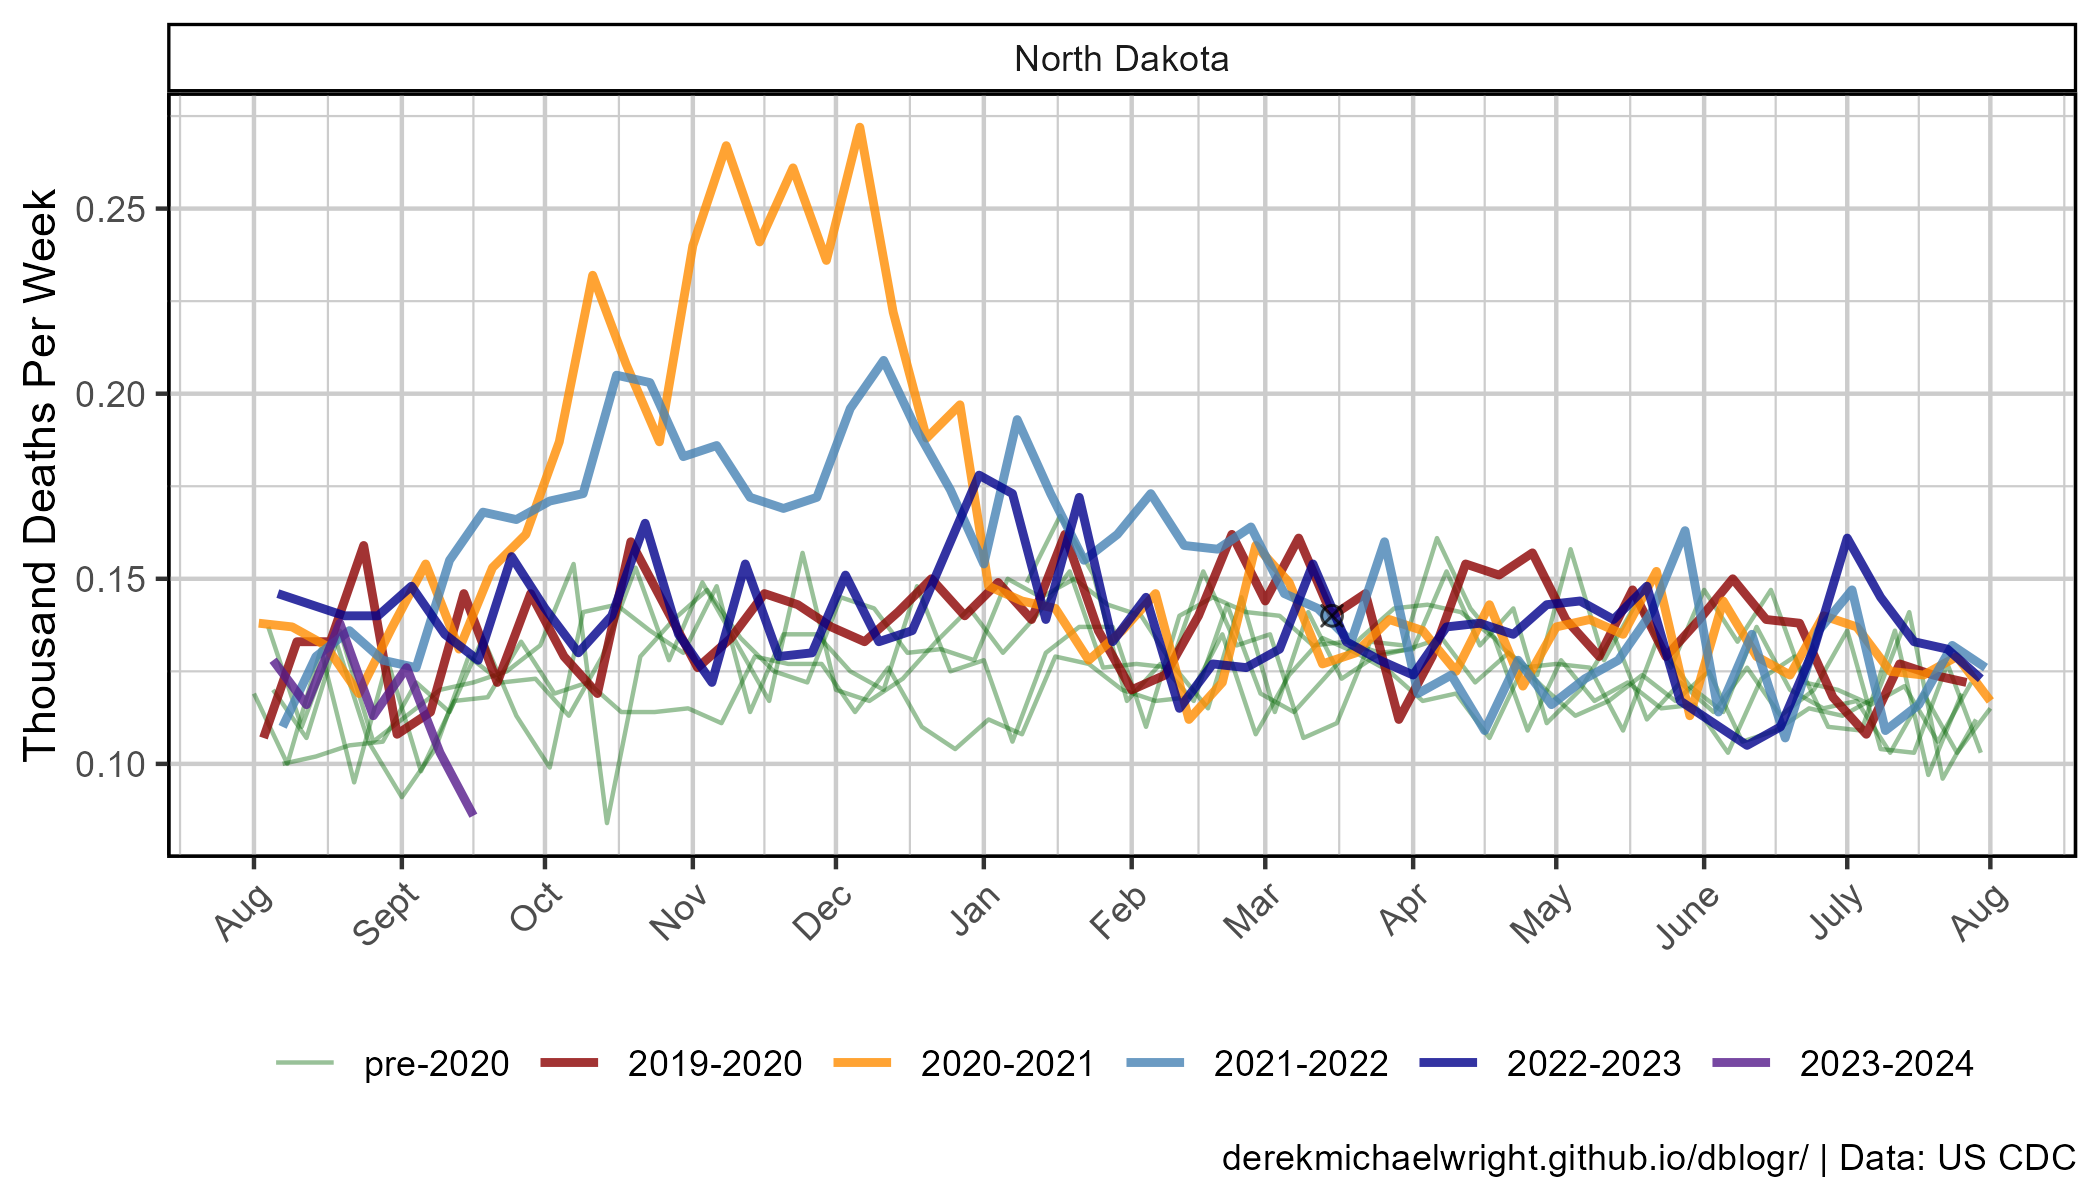 North Dakota
Thousand Deaths Per Week
0.25
0.20
0.15
0.10
Aug
Sept
Oct
Nov
Dec
Jan
Feb
Mar
Apr
May
June
July
Aug
pre-2020
2019-2020
2020-2021
2021-2022
2022-2023
2023-2024
derekmichaelwright.github.io/dblogr/ | Data: US CDC